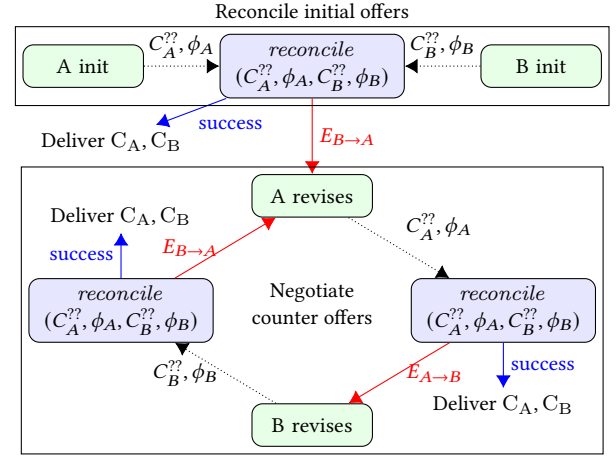 Reconcile initial offers
A init
C_A^{??}, ϕ_A
reconcile
(C_A^{??}, ϕ_A, C_B^{??}, ϕ_B)
C_B^{??}, ϕ_B
B init
success
Deliver C_A, C_B
E_{B→A}
A revises
Deliver C_A, C_B
success
E_{B→A}
C_A^{??}, ϕ_A
reconcile
(C_A^{??}, ϕ_A, C_B^{??}, ϕ_B)
Negotiate
counter offers
reconcile
(C_A^{??}, ϕ_A, C_B^{??}, ϕ_B)
C_B^{??}, ϕ_B
E_{A→B}
success
Deliver C_A, C_B
B revises